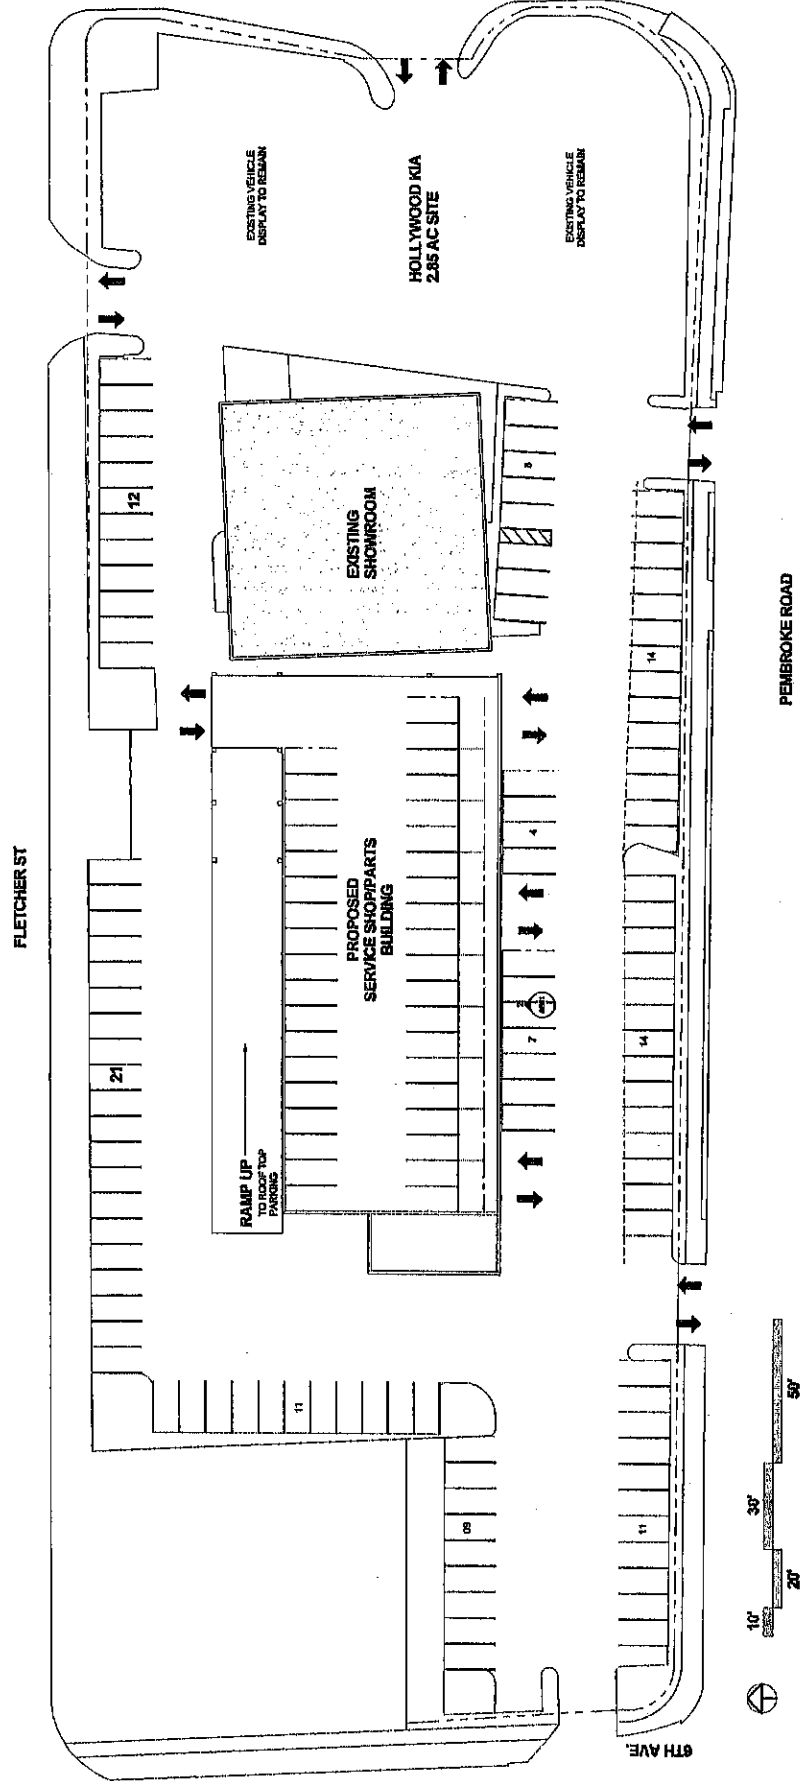 FLETCHER ST
EXISTING VEHICLE
DISPLAY TO REMAIN
HOLLYWOOD KIA
2.85 AC SITE
EXISTING VEHICLE
DISPLAY TO REMAIN
12
EXISTING
SHOWROOM
14
PROPOSED
SERVICE SHOP/PARTS
BUILDING
4
7
14
21
RAMP UP
TO ROOF TOP
PARKING
11
09
11
PEMBROKE ROAD
6TH AVE.
10'
20'
30'
50'